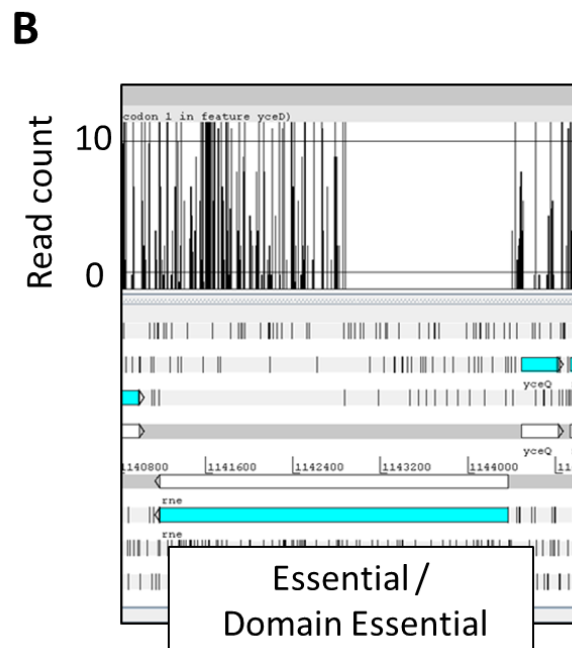 B
codon 1 in feature yceD)
Read count
10
0
yceQ
yceQ
1140800 1141600 1142400 1143200 1144000 11
rne
rne
Essential /
Domain Essential